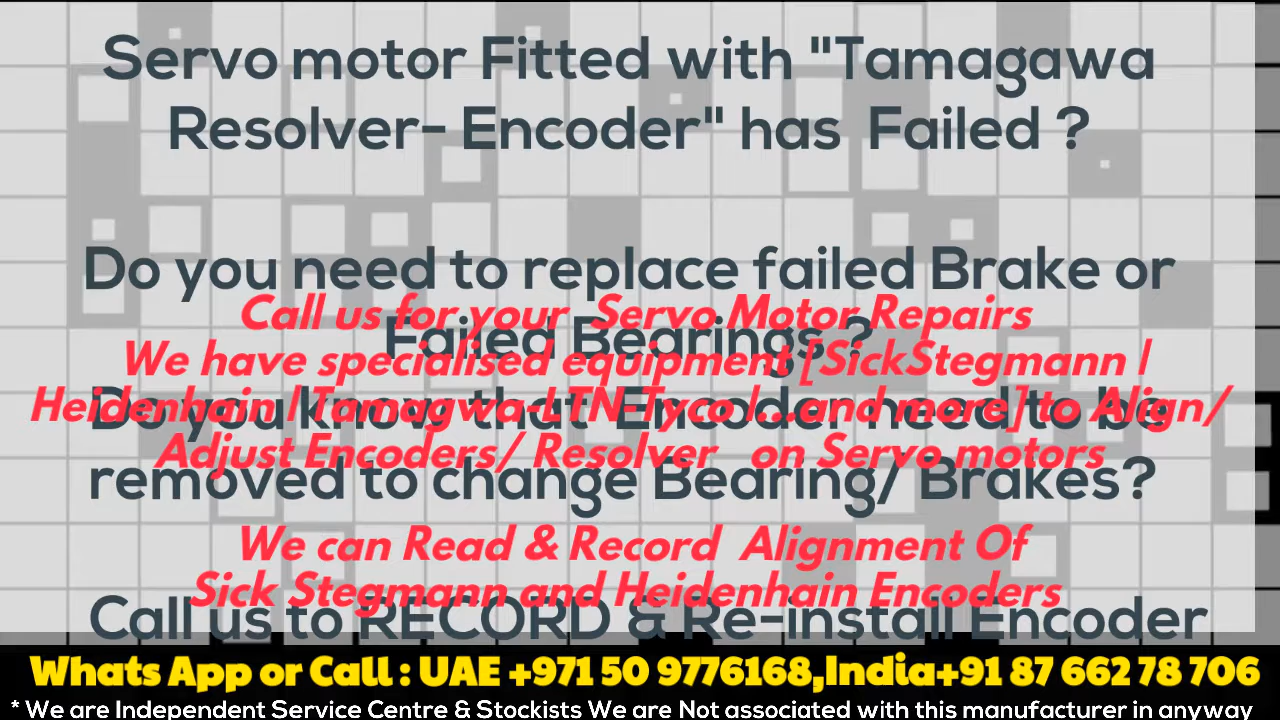 Servo motor Fitted with "Tamagawa
Resolver- Encoder" has Failed ?
Do you need to replace failed Brake or
Failed Bearings ?
Do you know that Encoder need to be
removed to change Bearing/ Brakes?
Call us to RECORD & Re-install Encoder
Call us for your Servo Motor Repairs
We have specialised equipment [SickStegmann |
Heidenhain | Tamagwa-LTN-Tyco |...and more] to Align/
Adjust Encoders/ Resolver on Servo motors
We can Read & Record Alignment Of
Sick Stegmann and Heidenhain Encoders
Whats App or Call : UAE +971 50 9776168,India+91 87 662 78 706
* We are Independent Service Centre & Stockists We are Not associated with this manufacturer in anyway